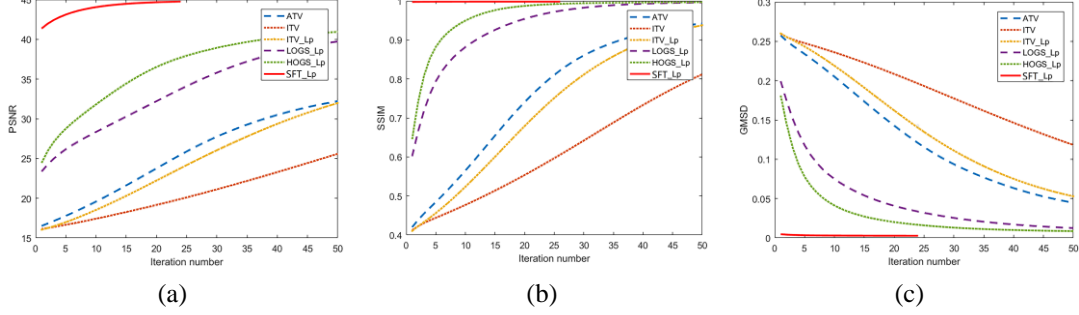 PSNR
45
40
35
30
25
20
15
0 5 10 15 20 25 30 35 40 45 50
Iteration number
ATV
ITV
ITV_Lp
LOGS_Lp
HOGS_Lp
SFT_Lp
(a)
SSIM
1
0.9
0.8
0.7
0.6
0.5
0.4
0 5 10 15 20 25 30 35 40 45 50
Iteration number
ATV
ITV
ITV_Lp
LOGS_Lp
HOGS_Lp
SFT_Lp
(b)
GMSD
0.3
0.25
0.2
0.15
0.1
0.05
0
0 5 10 15 20 25 30 35 40 45 50
Iteration number
ATV
ITV
ITV_Lp
LOGS_Lp
HOGS_Lp
SFT_Lp
(c)